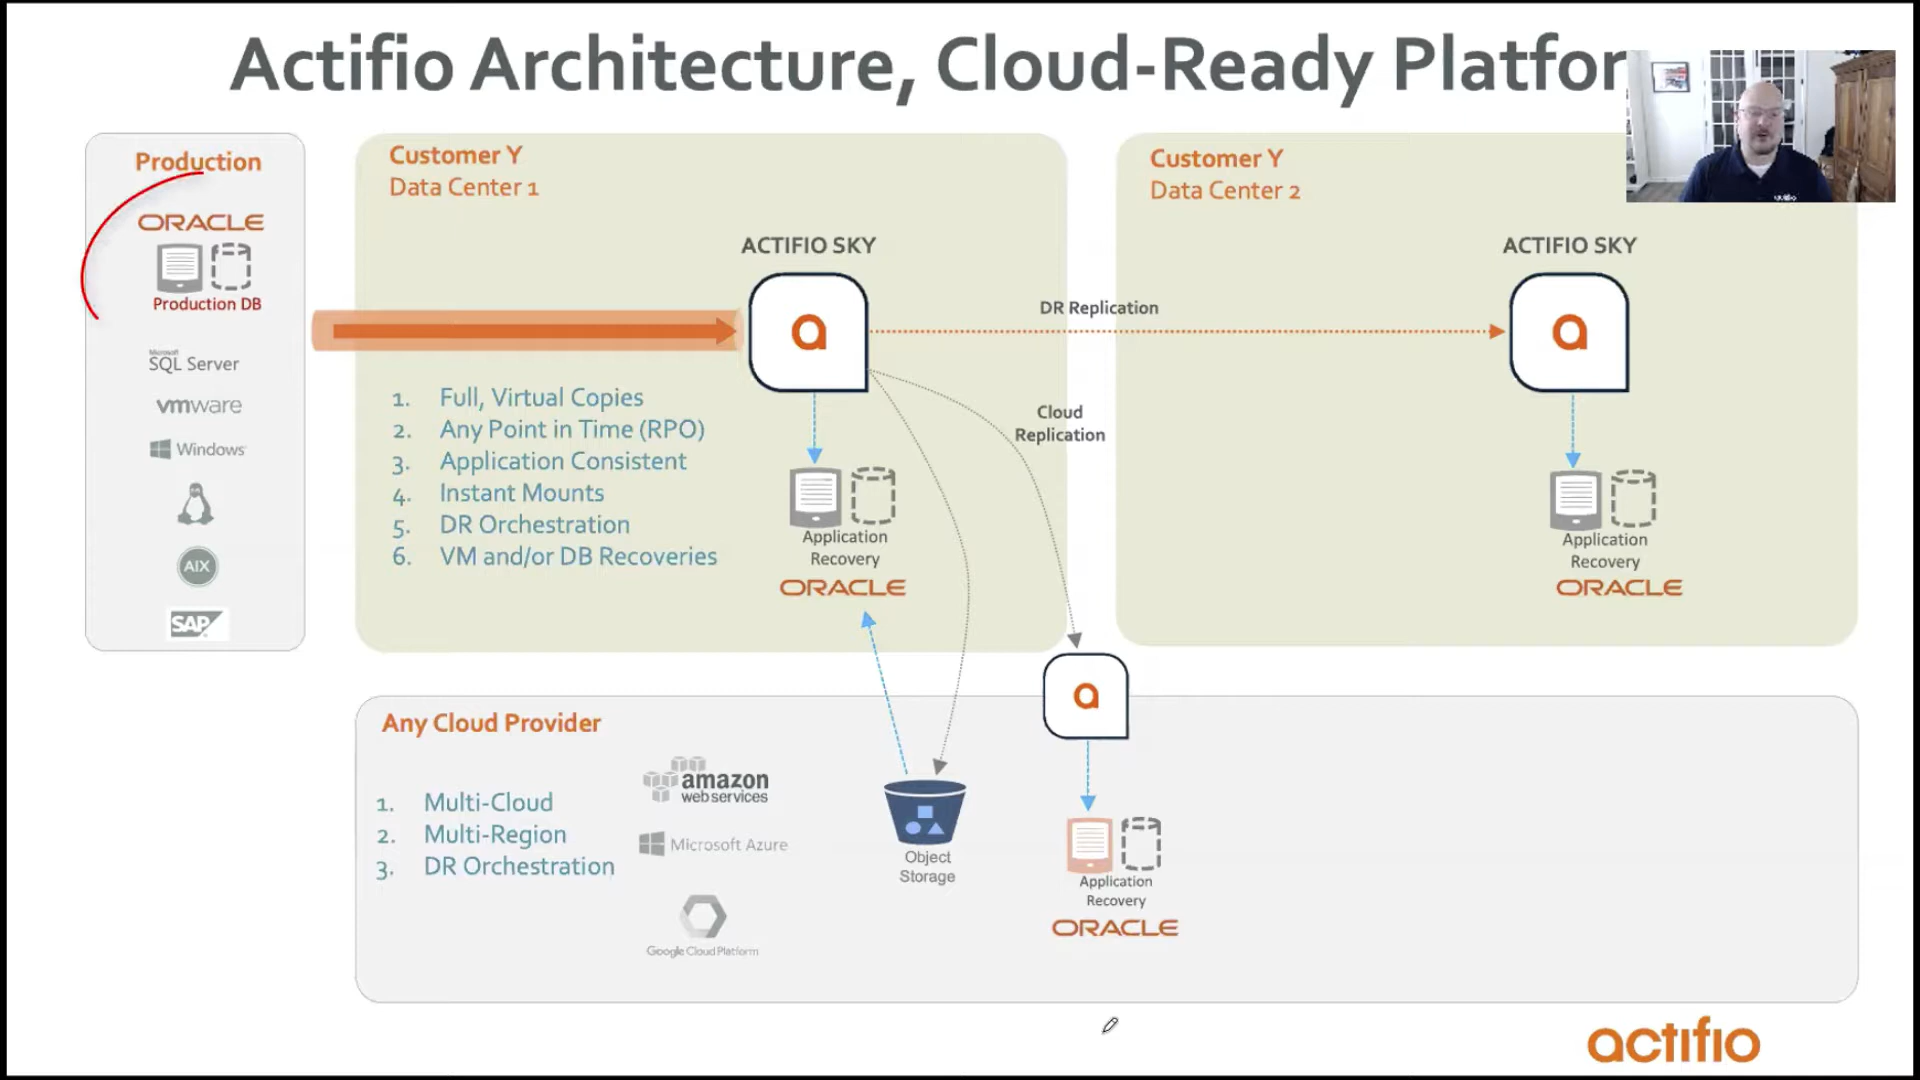 Actifio Architecture, Cloud-Ready Platfor
Production
ORACLE
Production DB
Microsoft
SQL Server
vmware
Windows
AIX
SAP
Customer Y
Data Center 1
ACTIFIO SKY
a
1. Full, Virtual Copies
2. Any Point in Time (RPO)
3. Application Consistent
4. Instant Mounts
5. DR Orchestration
6. VM and/or DB Recoveries
Application
Recovery
ORACLE
DR Replication
Cloud
Replication
Customer Y
Data Center 2
ACTIFIO SKY
a
Application
Recovery
ORACLE
Any Cloud Provider
1. Multi-Cloud
2. Multi-Region
3. DR Orchestration
amazon
webservices
Microsoft Azure
Google Cloud Platform
Object
Storage
a
Application
Recovery
ORACLE
actifio
actifio